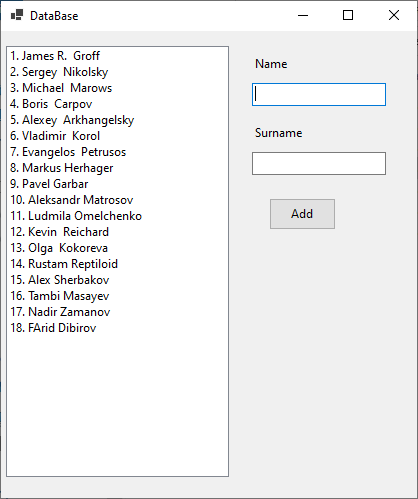 DataBase
1. James R.  Groff
2. Sergey  Nikolsky
3. Michael  Marows
4. Boris  Carpov
5. Alexey  Arkhangelsky
6. Vladimir  Korol
7. Evangelos  Petrusos
8. Markus Herhager
9. Pavel Garbar
10. Aleksandr Matrosov
11. Ludmila Omelchenko
12. Kevin  Reichard
13. Olga  Kokoreva
14. Rustam Reptiloid
15. Alex Sherbakov
16. Tambi Masayev
17. Nadir Zamanov
18. FArid Dibirov
Name
Surname
Add